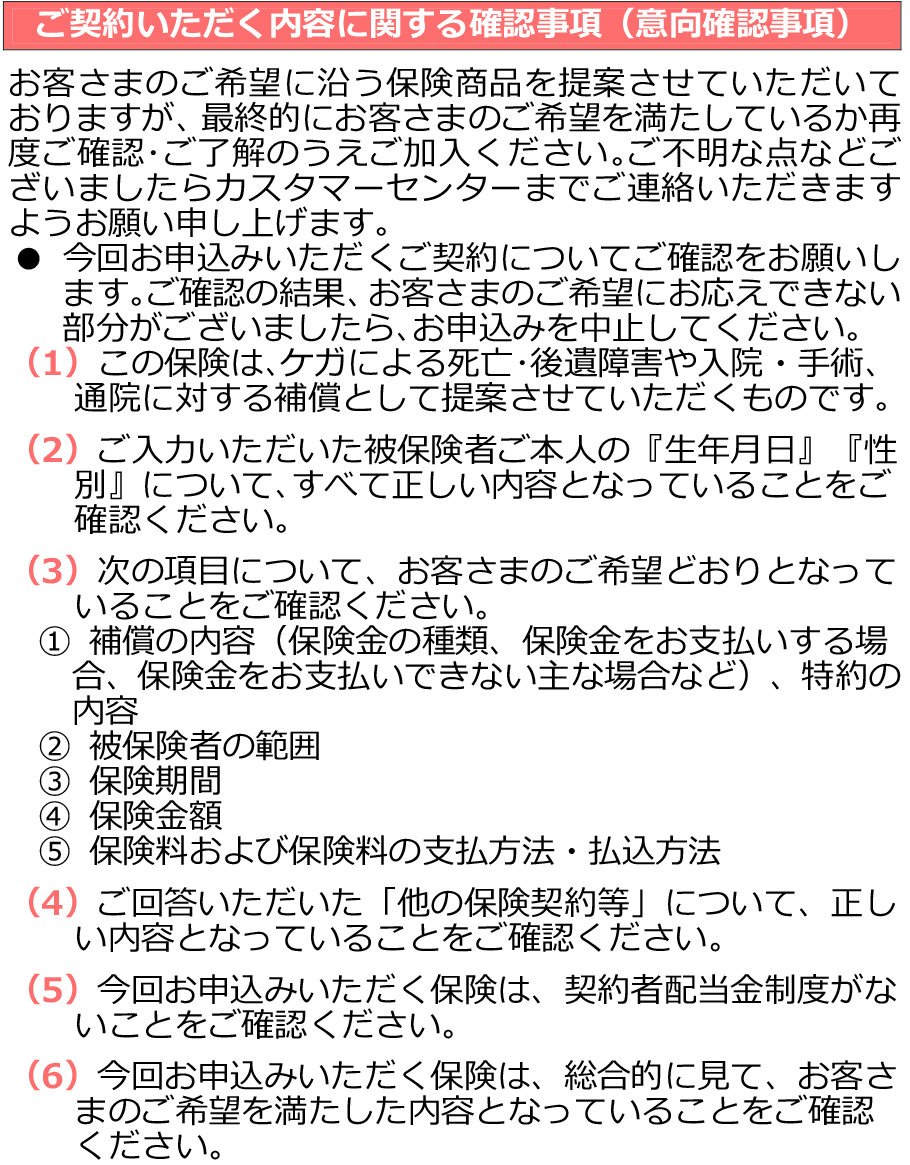 ご契約いただく内容に関する確認事項（意向確認事項）
お客さまのご希望に沿う保険商品を提案させていただいて
おりますが、最終的にお客さまのご希望を満たしているか再
度ご確認・ご了解のうえご加入ください。ご不明な点などご
ざいましたらカスタマーセンターまでご連絡いただきます
ようお願い申し上げます。
● 今回お申込みいただくご契約についてご確認をお願いし
ます。ご確認の結果、お客さまのご希望にお応えできない
部分がございましたら、お申込みを中止してください。
（1）この保険は、ケガによる死亡・後遺障害や入院・手術、
通院に対する補償として提案させていただくものです。
（2）ご入力いただいた被保険者ご本人の『生年月日』『性
別』について、すべて正しい内容となっていることをご
確認ください。
（3）次の項目について、お客さまのご希望どおりとなって
いることをご確認ください。
① 補償の内容（保険金の種類、保険金をお支払いする場
合、保険金をお支払いできない主な場合など）、特約の
内容
② 被保険者の範囲
③ 保険期間
④ 保険金額
⑤ 保険料および保険料の支払方法・払込方法
（4）ご回答いただいた「他の保険契約等」について、正し
い内容となっていることをご確認ください。
（5）今回お申込みいただく保険は、契約者配当金制度がな
いことをご確認ください。
（6）今回お申込みいただく保険は、総合的に見て、お客さ
まのご希望を満たした内容となっていることをご確認
ください。